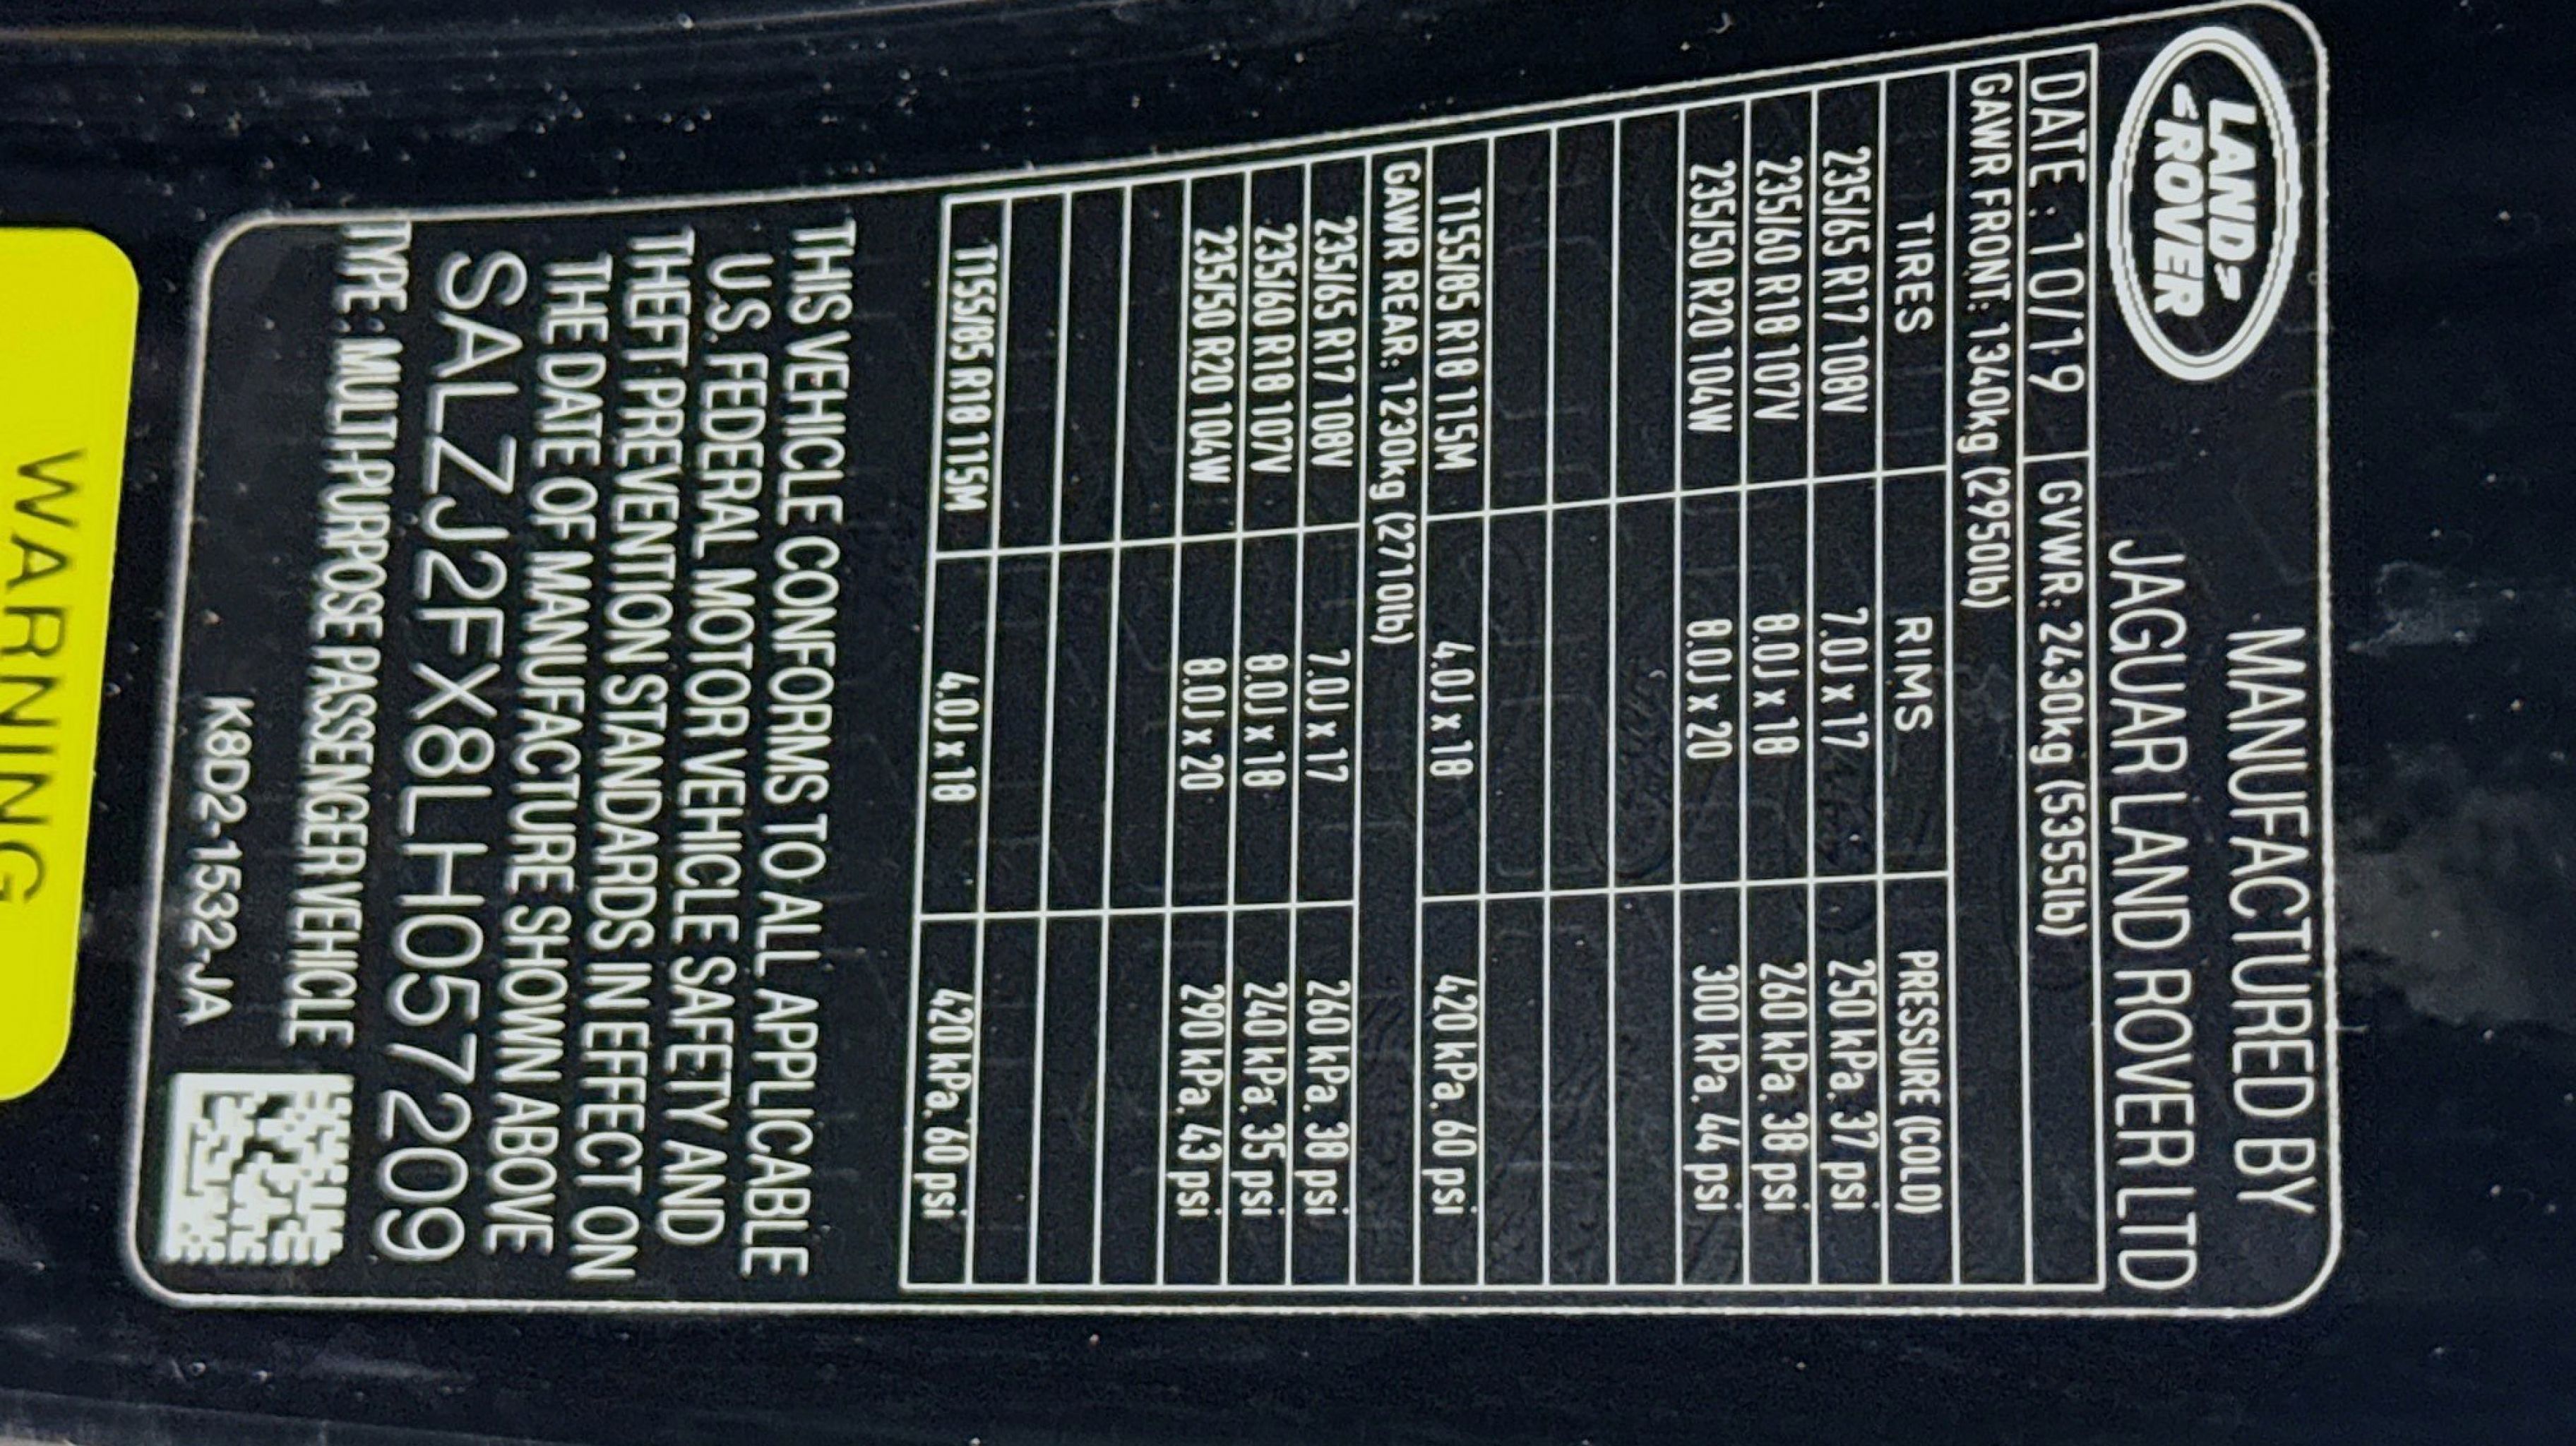 LAND ROVER
MANUFACTURED BY
JAGUAR LAND ROVER LTD
DATE : 10/19 GVWR: 2430kg (5355lb)
GAWR FRONT: 1340kg (2950lb)
TIRES RIMS PRESSURE (COLD)
235/65 R17 108V 7.0J x 17 250 kPa. 37 psi
235/60 R18 107V 8.0J x 18 260 kPa. 38 psi
235/50 R20 104W 8.0J x 20 300 kPa. 44 psi
T155/85 R18 115M 4.0J x 18 420 kPa. 60 psi
GAWR REAR: 1230kg (2710lb)
235/65 R17 108V 7.0J x 17 260 kPa. 38 psi
235/60 R18 107V 8.0J x 18 240 kPa. 35 psi
235/50 R20 104W 8.0J x 20 290 kPa. 43 psi
T155/85 R18 115M 4.0J x 18 420 kPa. 60 psi
THIS VEHICLE CONFORMS TO ALL APPLICABLE
U.S. FEDERAL MOTOR VEHICLE SAFETY AND
THEFT PREVENTION STANDARDS IN EFFECT ON
THE DATE OF MANUFACTURE SHOWN ABOVE
SALZJ2FX8LH057209
TYPE : MULTI-PURPOSE PASSENGER VEHICLE
K8D2-1532-JA
WARNING